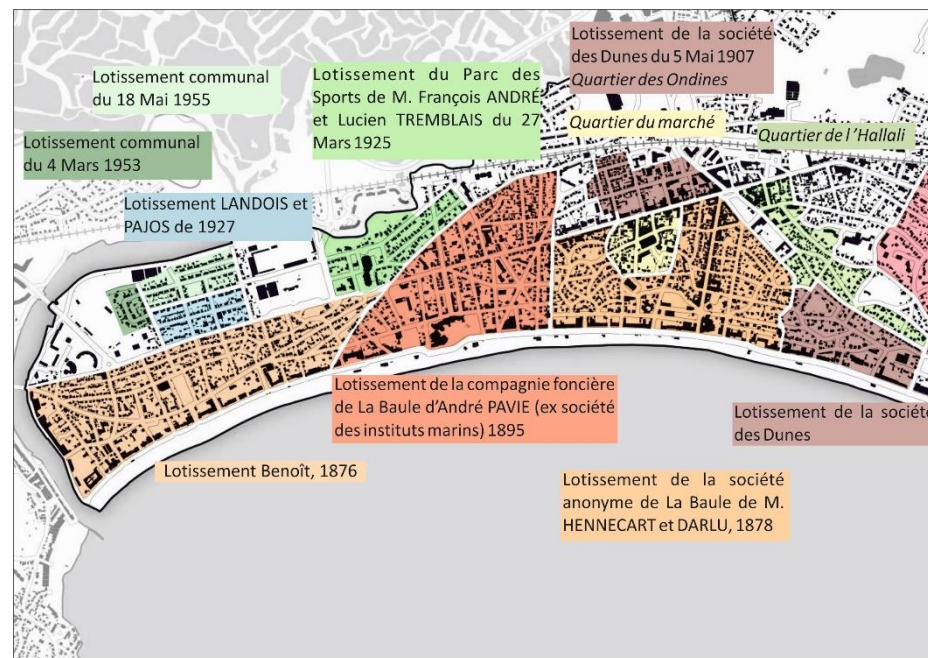 Lotissement de la société
des Dunes du 5 Mai 1907
Quartier des Ondines
Lotissement communal
du 18 Mai 1955
Lotissement du Parc des
Sports de M. François ANDRÉ
et Lucien TREMBLAIS du 27
Mars 1925
Quartier du marché
Quartier de l'Hallali
Lotissement communal
du 4 Mars 1953
Lotissement LANDOIS et
PAJOS de 1927
Lotissement de la compagnie foncière
de La Baule d'André PAVIE (ex société
des instituts marins) 1895
Lotissement de la société
des Dunes
Lotissement Benoît, 1876
Lotissement de la société
anonyme de La Baule de M.
HENNECART et DARLU, 1878